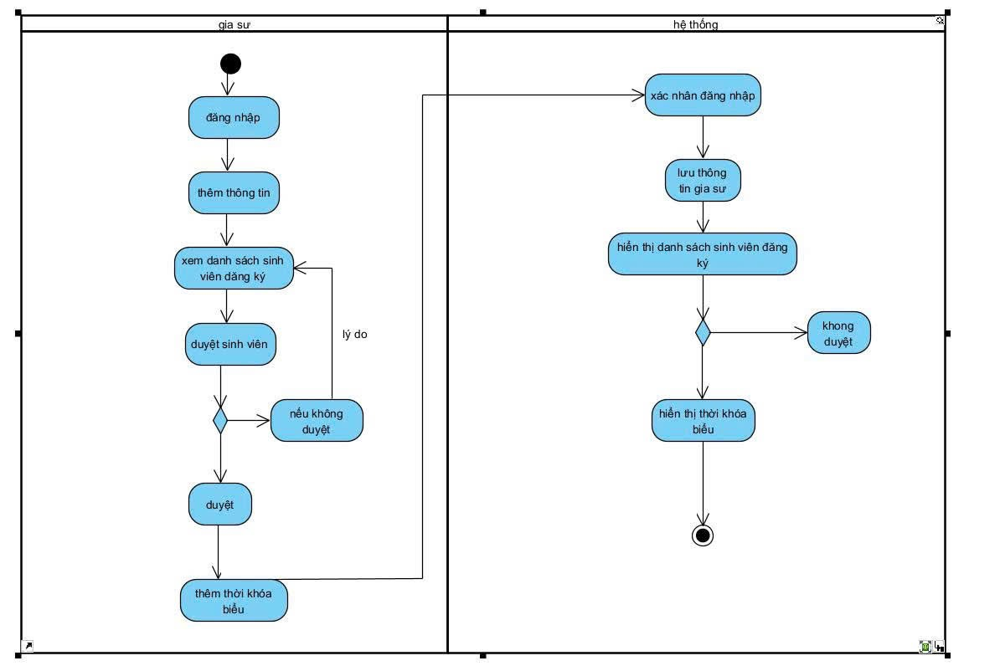 gia sư
hệ thống
đăng nhập
thêm thông tin
xem danh sách sinh
viên dăng ký
duyệt sinh viên
lý do
nếu không
duyệt
duyệt
thêm thời khóa
biểu
xác nhân đăng nhập
lưu thông
tin gia sư
hiển thị danh sách sinh viên đăng
ký
khong
duyệt
hiển thị thời khóa
biểu